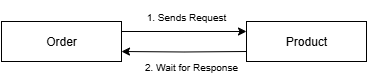 1. Sends Request
Order
Product
2. Wait for Response